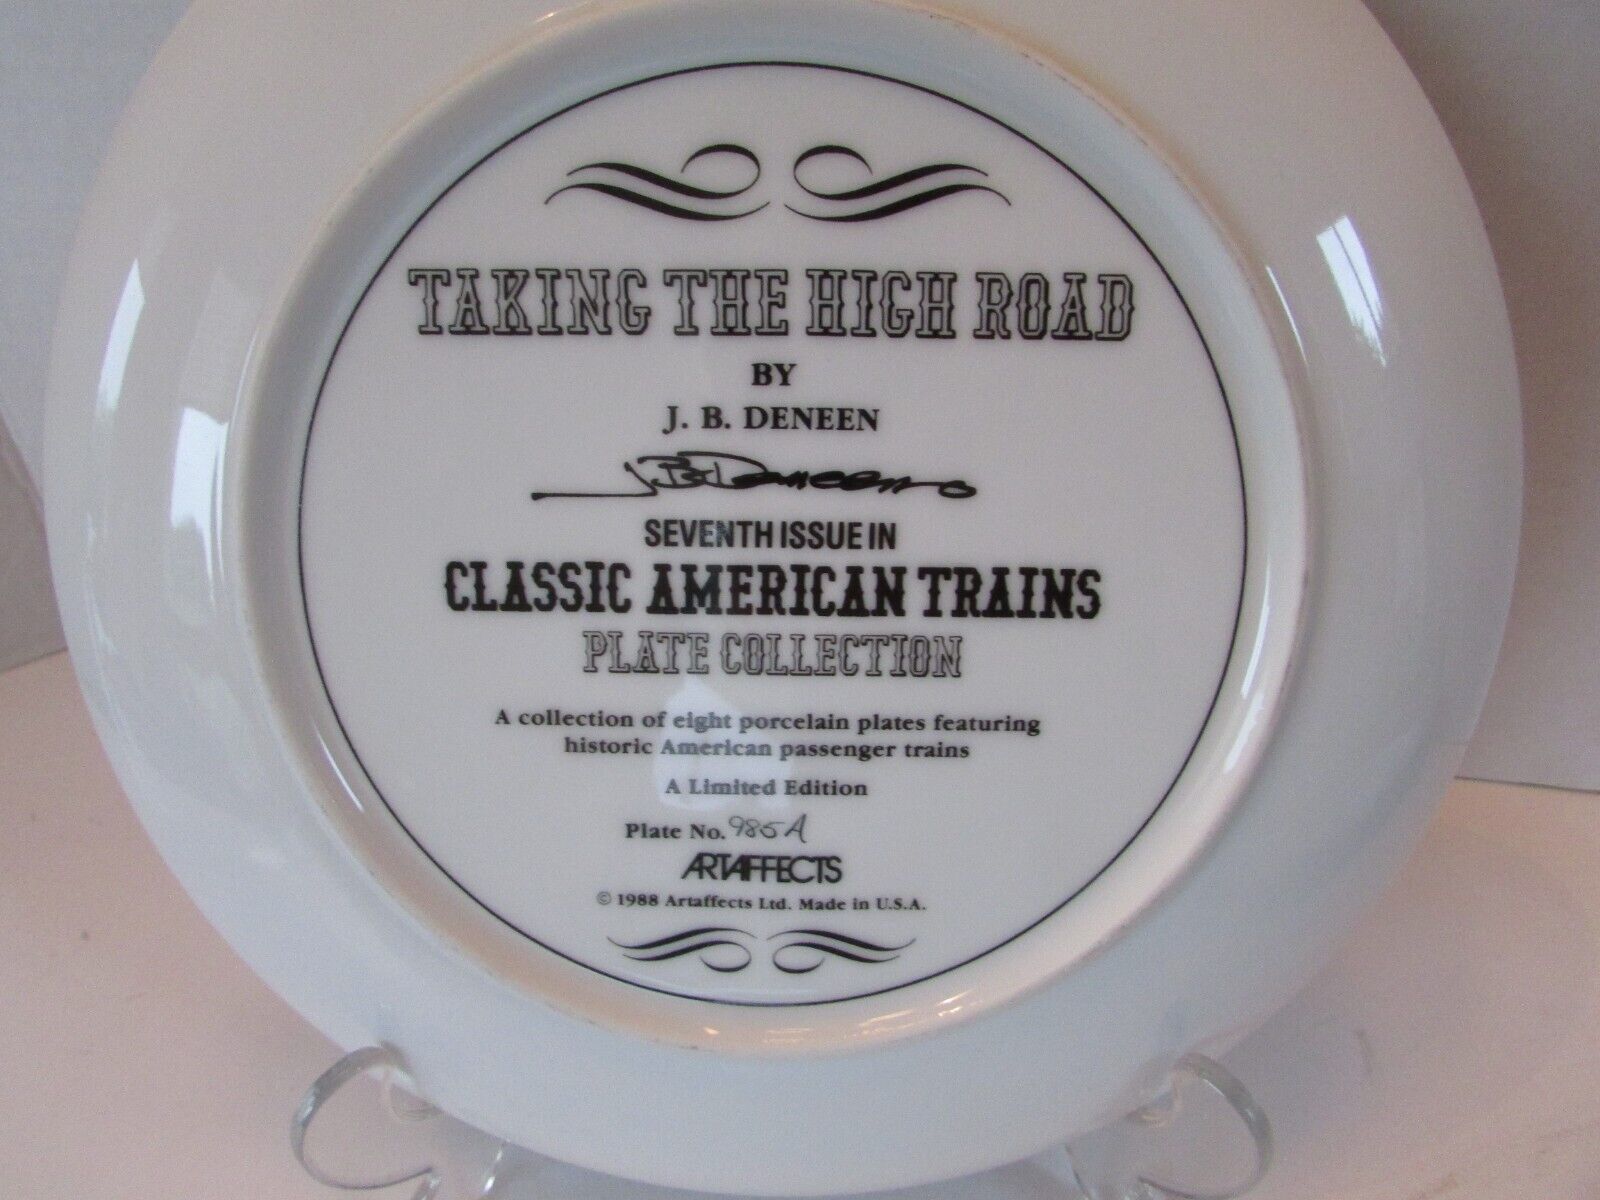 TAKING THE HIGH ROAD
BY
J. B. DENEEN
J.B. Deneen
SEVENTH ISSUE IN
CLASSIC AMERICAN TRAINS
PLATE COLLECTION
A collection of eight porcelain plates featuring
historic American passenger trains
A Limited Edition
Plate No. 985A
ARTAFFECTS
© 1988 Artaffects Ltd. Made in U.S.A.